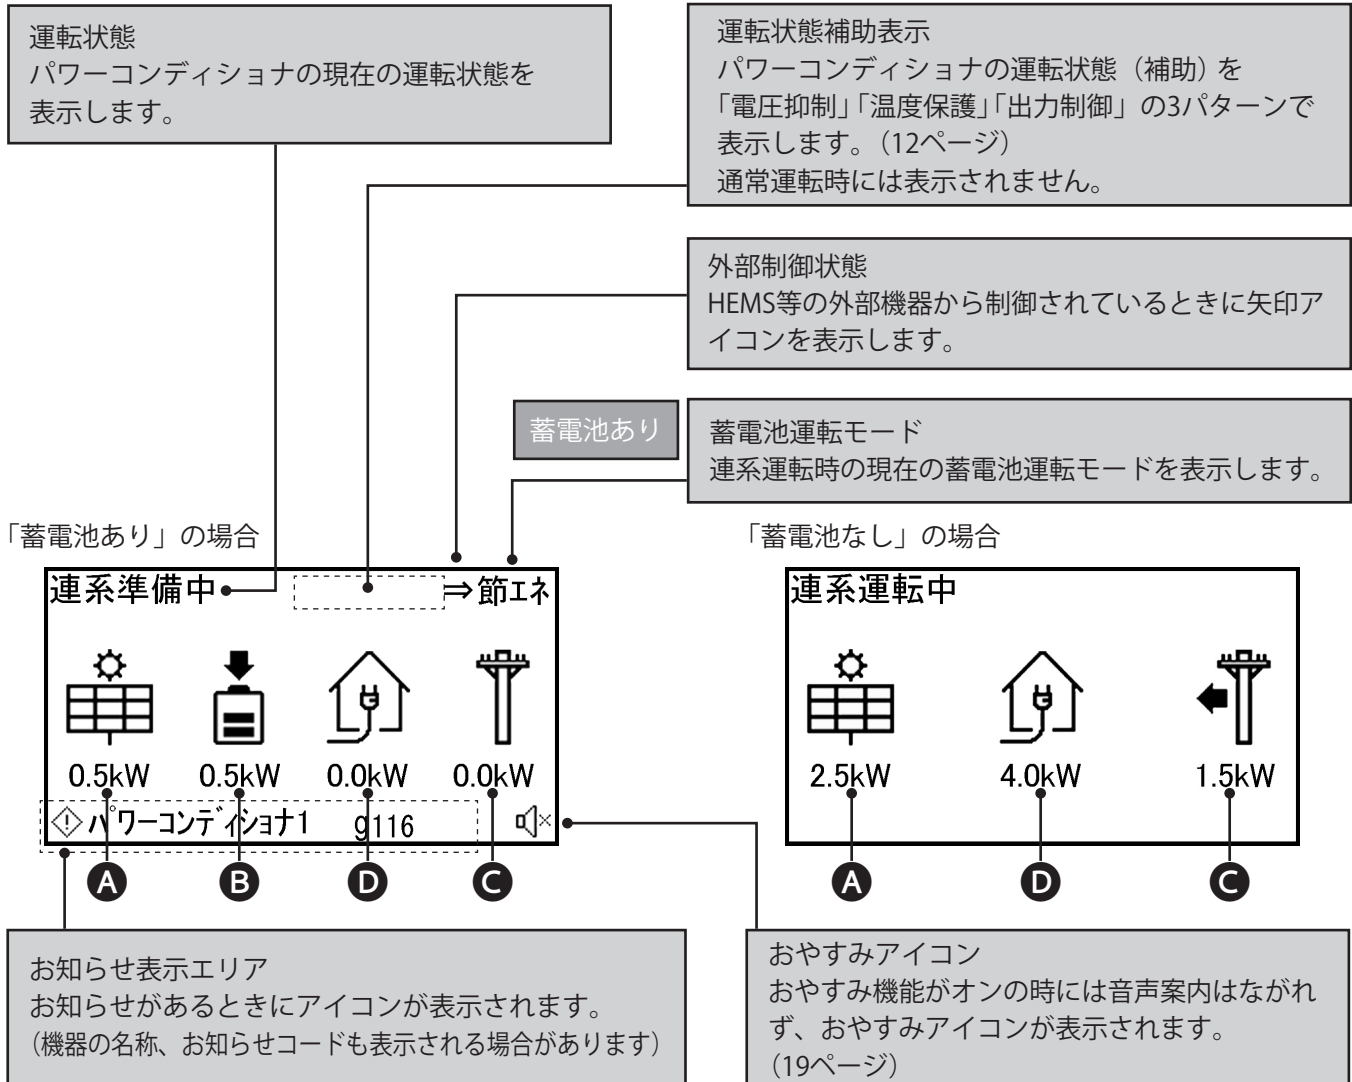 運転状態
パワーコンディショナの現在の運転状態を
表示します。
運転状態補助表示
パワーコンディショナの運転状態（補助）を
「電圧抑制」「温度保護」「出力制御」の3パターンで
表示します。（12ページ）
通常運転時には表示されません。
外部制御状態
HEMS等の外部機器から制御されているときに矢印ア
イコンを表示します。
蓄電池あり
蓄電池運転モード
連系運転時の現在の蓄電池運転モードを表示します。
「蓄電池あり」の場合
連系準備中 ⇒節エネ
0.5kW 0.5kW 0.0kW 0.0kW
パワーコンディショナ1 g116
A B D C
「蓄電池なし」の場合
連系運転中
2.5kW 4.0kW 1.5kW
A D C
お知らせ表示エリア
お知らせがあるときにアイコンが表示されます。
（機器の名称、お知らせコードも表示される場合があります）
おやすみアイコン
おやすみ機能がオンの時には音声案内はながれ
ず、おやすみアイコンが表示されます。
（19ページ）